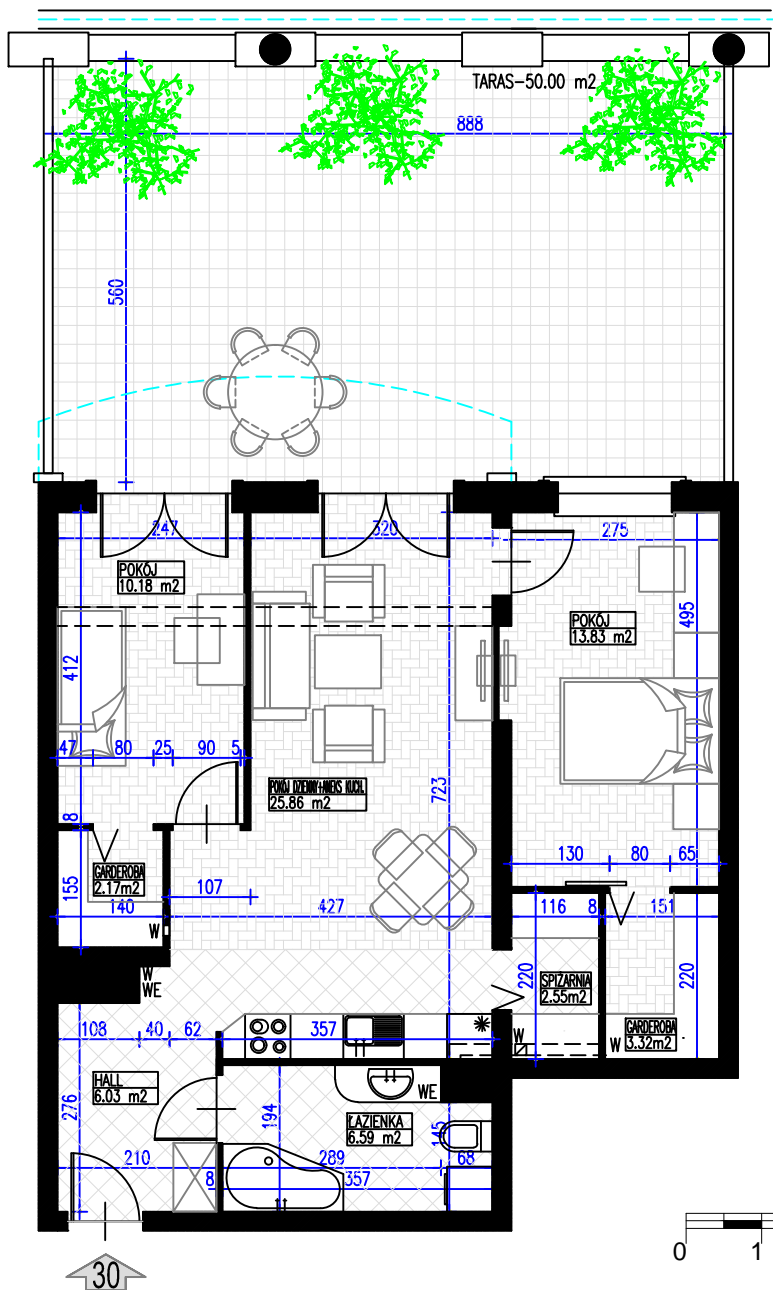 TARAS-50.00 m2
888
560
247
320
275
POKÓJ
10.18 m2
POKÓJ
13.83 m2
495
412
47
80
25
90
5
723
POKÓJ DZIENNY+ANEKS KUCH.
25.86 m2
8
130
80
65
GARDEROBA
2.17m2
155
107
140
427
116
8
151
W
W
WE
220
SPIŻARNIA
2.55m2
220
108
40
62
357
W
GARDEROBA
3.32m2
W
HALL
6.03 m2
276
194
WE
ŁAZIENKA
6.59 m2
145
210
289
68
8
357
30
0
1